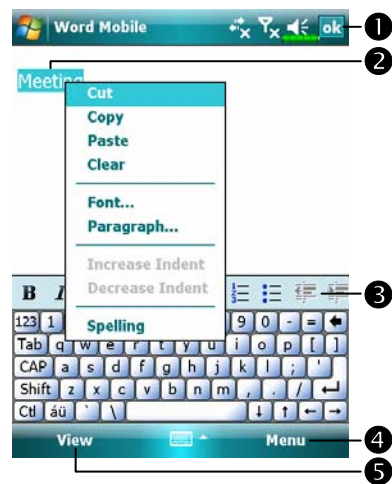 Word Mobile ok 1
2
Meeting
Cut
Copy
Paste
Clear
Font...
Paragraph...
Increase Indent
Decrease Indent
Spelling
B I 3
123 1 9 0 - =
Tab q w e r t y u i o p [ ]
CAP a s d f g h j k l ; '
Shift z x c v b n m , . /
Ctl áü ` \
View Menu 4
5